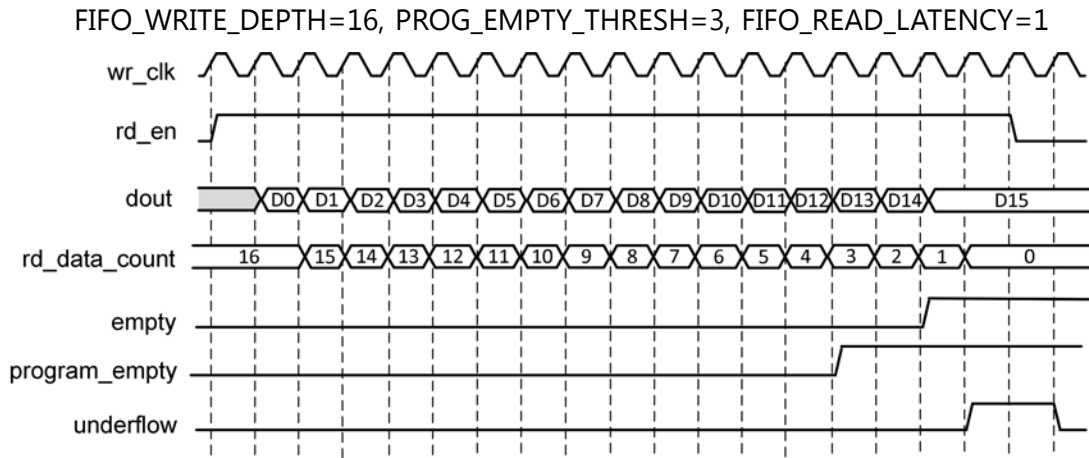 FIFO_WRITE_DEPTH=16, PROG_EMPTY_THRESH=3, FIFO_READ_LATENCY=1
wr_clk
rd_en
dout D0 D1 D2 D3 D4 D5 D6 D7 D8 D9 D10 D11 D12 D13 D14 D15
rd_data_count 16 15 14 13 12 11 10 9 8 7 6 5 4 3 2 1 0
empty
program_empty
underflow